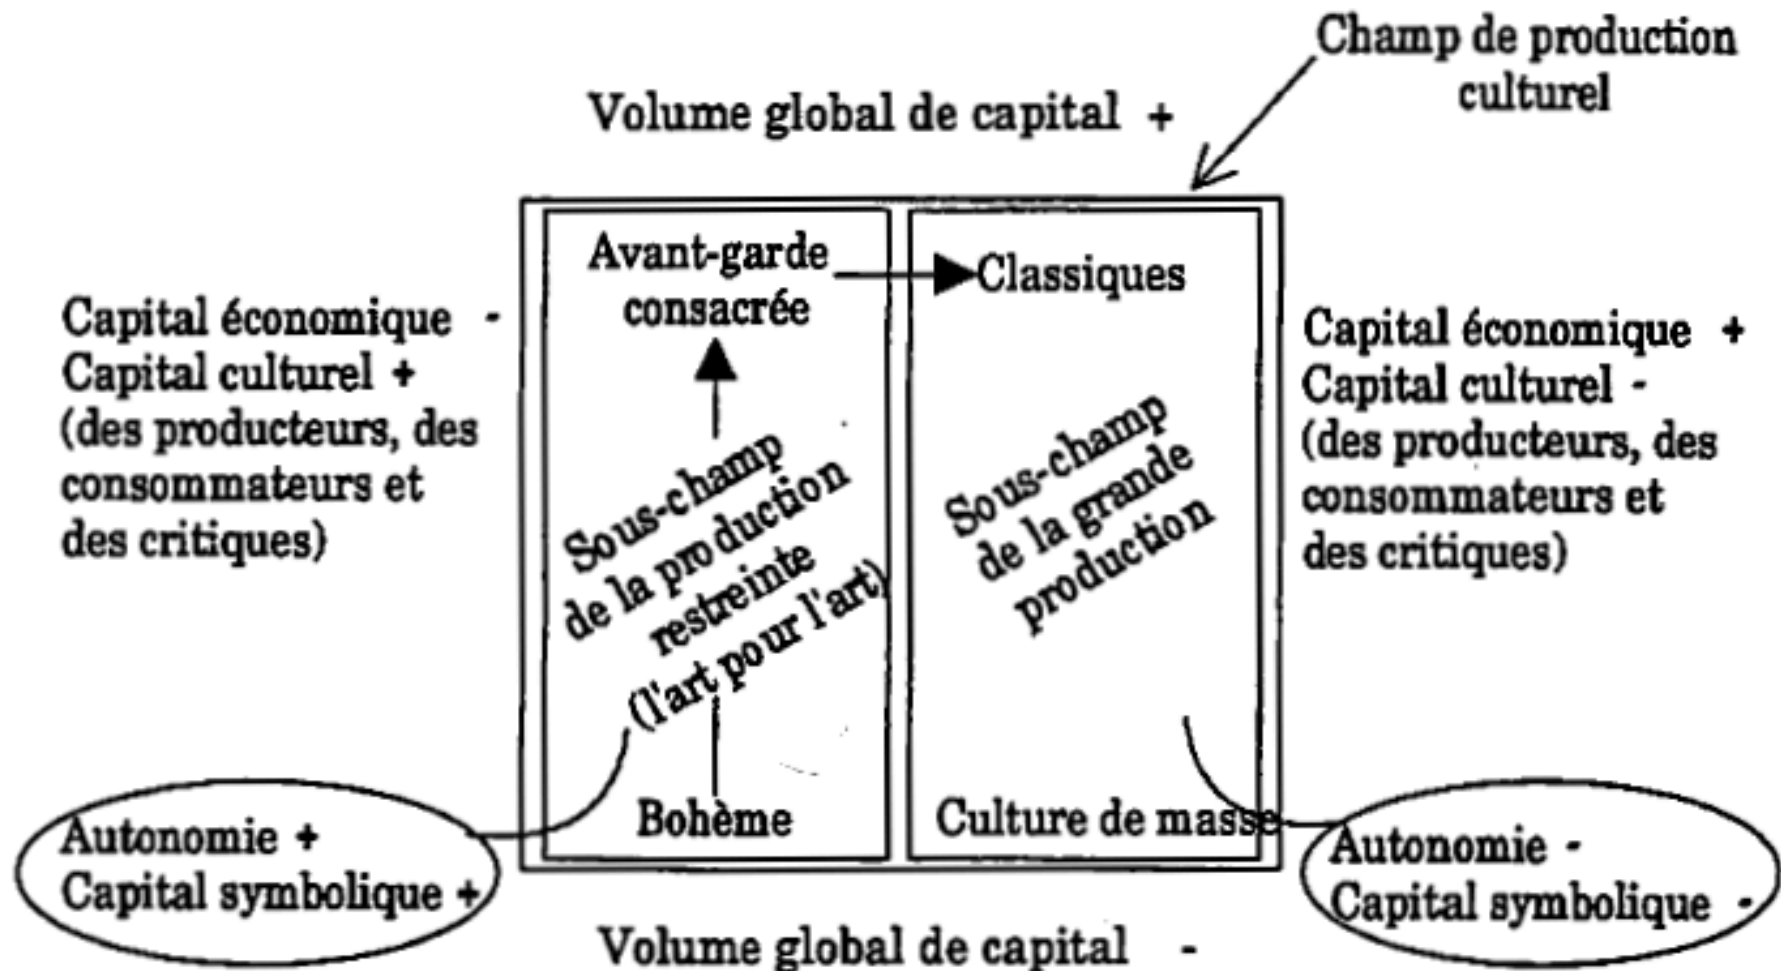 Champ de production
culturel
Volume global de capital +
Avant-garde
consacrée
Classiques
Capital économique -
Capital culturel +
(des producteurs, des
consommateurs et
des critiques)
Capital économique +
Capital culturel -
(des producteurs, des
consommateurs et
des critiques)
Sous-champ
de la production
restreinte
(l'art pour l'art)
Sous-champ
de la grande
production
Bohème
Culture de masse
Autonomie +
Capital symbolique +
Autonomie -
Capital symbolique -
Volume global de capital -